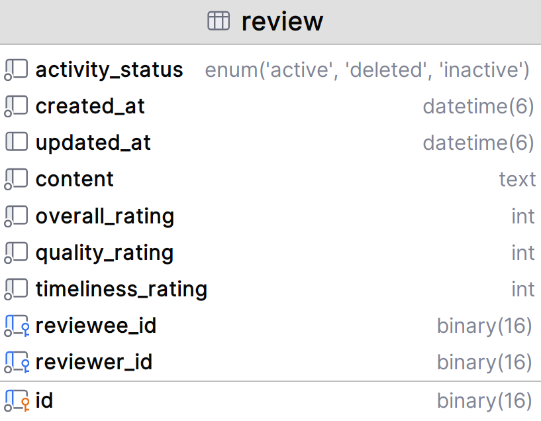 review
activity_status enum('active', 'deleted', 'inactive')
created_at datetime(6)
updated_at datetime(6)
content text
overall_rating int
quality_rating int
timeliness_rating int
reviewee_id binary(16)
reviewer_id binary(16)
id binary(16)